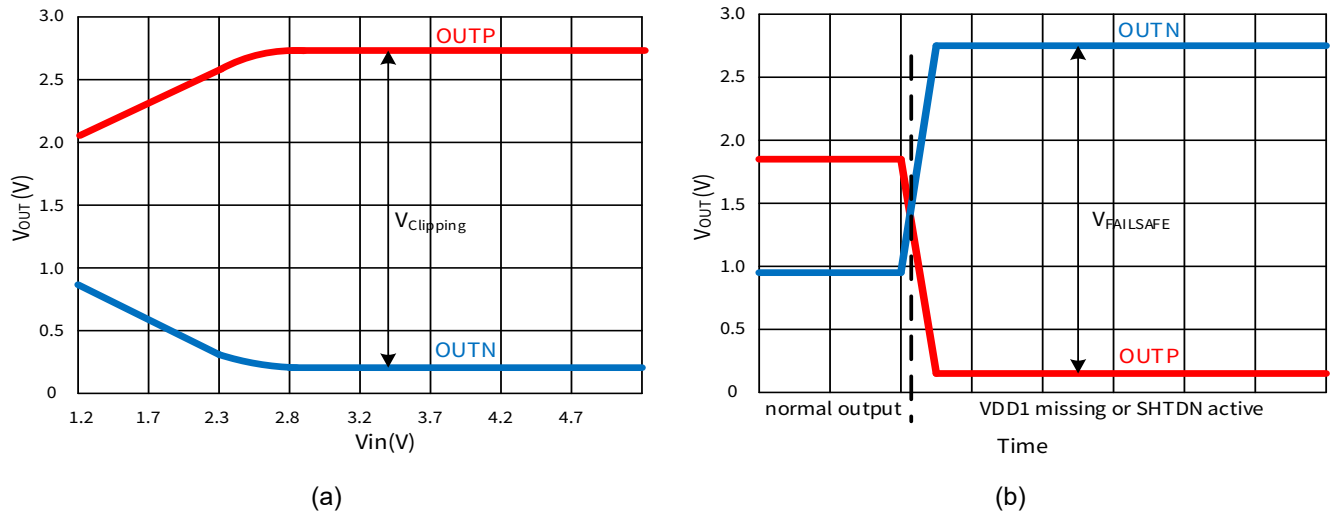 3.0
2.5
2.0
1.5
1.0
0.5
0
VOUT (V)
OUTP
VClipping
OUTN
1.2 1.7 2.3 2.8 3.2 3.7 4.2 4.7
Vin(V)
(a)
3.0
2.5
2.0
1.5
1.0
0.5
0
VOUT (V)
OUTN
VFAILSAFE
OUTP
normal output VDD1 missing or SHTDN active
Time
(b)